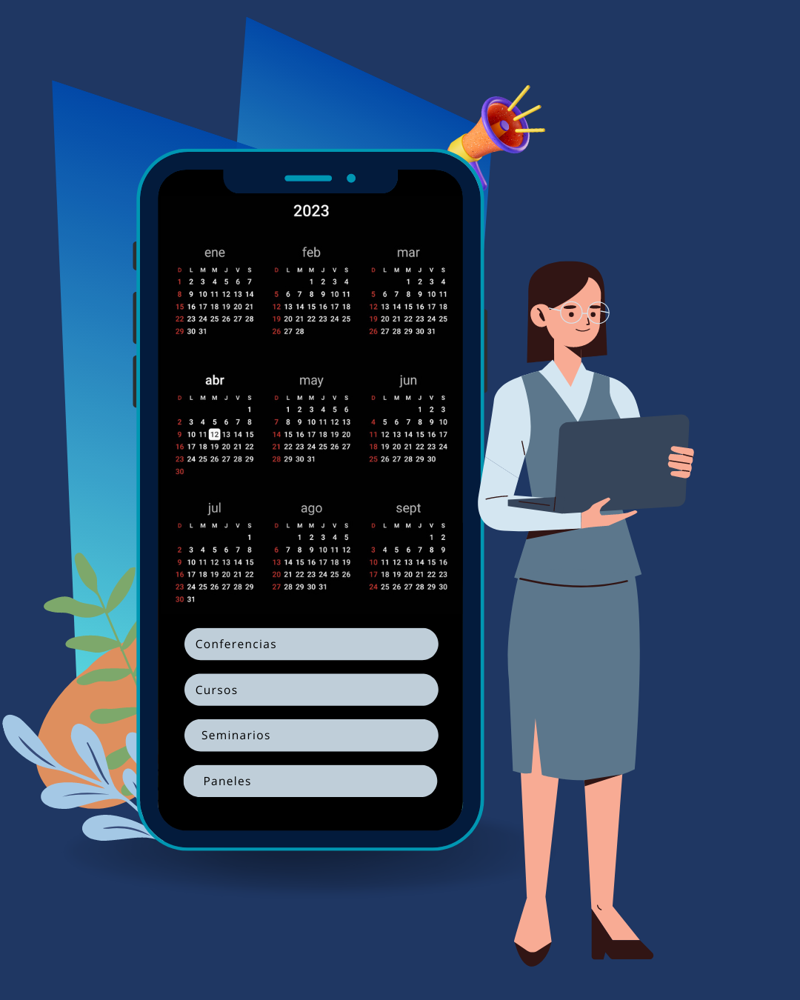 2023
ene feb mar
D L M M J V S D L M M J V S D L M M J V S
1 2 3 4 5 6 7 1 2 3 4 1 2 3 4
8 9 10 11 12 13 14 5 6 7 8 9 10 11 5 6 7 8 9 10 11
15 16 17 18 19 20 21 12 13 14 15 16 17 18 12 13 14 15 16 17 18
22 23 24 25 26 27 28 19 20 21 22 23 24 25 19 20 21 22 23 24 25
29 30 31 26 27 28 26 27 28 29 30 31
abr may jun
D L M M J V S D L M M J V S D L M M J V S
1 1 2 3 4 5 6 1 2 3
2 3 4 5 6 7 8 7 8 9 10 11 12 13 4 5 6 7 8 9 10
9 10 11 12 13 14 15 14 15 16 17 18 19 20 11 12 13 14 15 16 17
16 17 18 19 20 21 22 21 22 23 24 25 26 27 18 19 20 21 22 23 24
23 24 25 26 27 28 29 28 29 30 31 25 26 27 28 29 30
30
jul ago sept
D L M M J V S D L M M J V S D L M M J V S
1 1 2 3 4 5 1 2
2 3 4 5 6 7 8 6 7 8 9 10 11 12 3 4 5 6 7 8 9
9 10 11 12 13 14 15 13 14 15 16 17 18 19 10 11 12 13 14 15 16
16 17 18 19 20 21 22 20 21 22 23 24 25 26 17 18 19 20 21 22 23
23 24 25 26 27 28 29 27 28 29 30 31 24 25 26 27 28 29 30
30 31
Conferencias
Cursos
Seminarios
Paneles